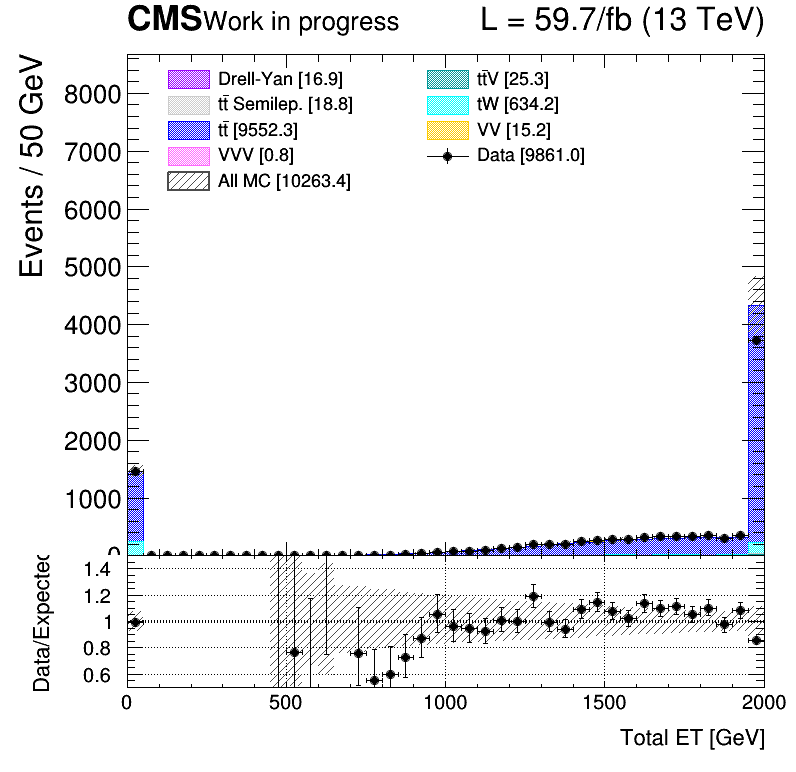 CMS Work in progress L = 59.7/fb (13 TeV)
Events / 50 GeV
8000
7000
6000
5000
4000
3000
2000
1000
0
Drell-Yan [16.9]
tt̄ Semilep. [18.8]
tt̄ [9552.3]
VVV [0.8]
All MC [10263.4]
tt̄V [25.3]
tW [634.2]
VV [15.2]
Data [9861.0]
Data/Expected
1.4
1.2
1
0.8
0.6
0 500 1000 1500 2000
Total ET [GeV]